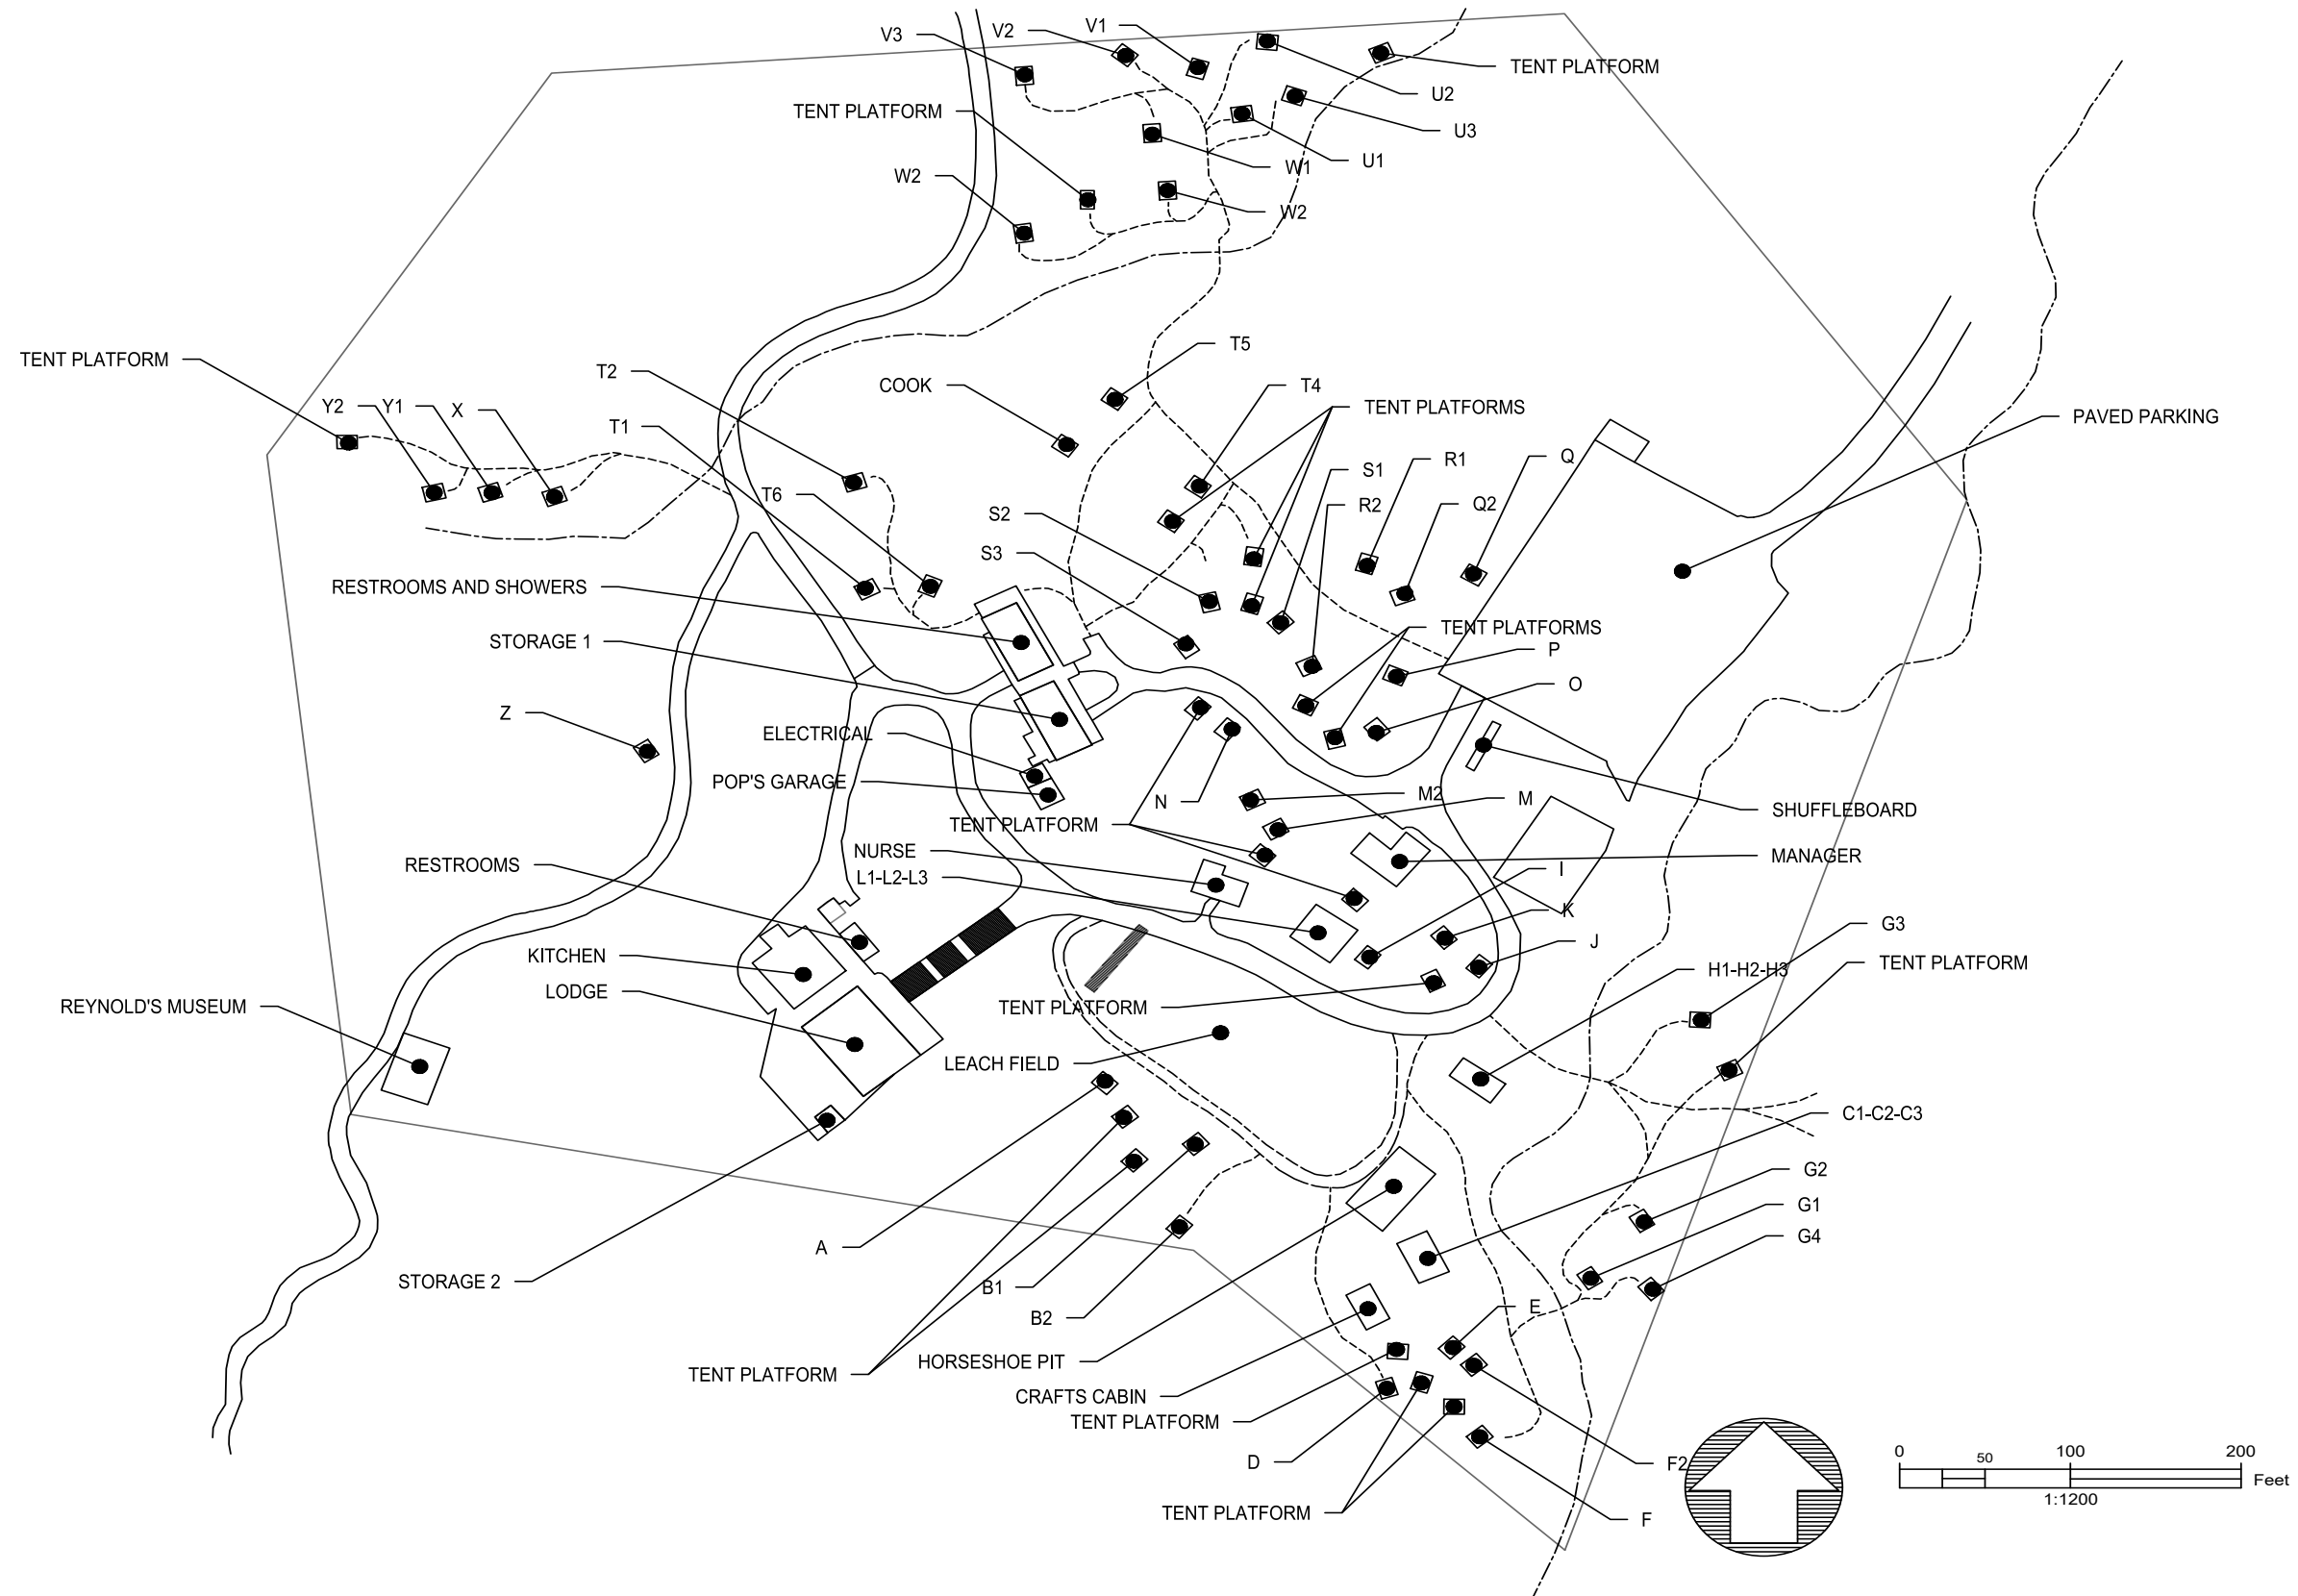 V1
V2
V3
TENT PLATFORM
U2
TENT PLATFORM
U3
U1
W1
W2
W2
T5
TENT PLATFORM
T2
COOK
T4
Y2
Y1
X
TENT PLATFORMS
PAVED PARKING
T1
R1
Q
S1
T6
R2
Q2
S2
S3
RESTROOMS AND SHOWERS
TENT PLATFORMS
STORAGE 1
P
O
Z
ELECTRICAL
POP'S GARAGE
N
M2
M
SHUFFLEBOARD
TENT PLATFORM
NURSE
MANAGER
RESTROOMS
L1-L2-L3
I
K
G3
J
KITCHEN
H1-H2-H3
TENT PLATFORM
LODGE
REYNOLD'S MUSEUM
TENT PLATFORM
LEACH FIELD
C1-C2-C3
G2
G1
G4
A
STORAGE 2
B1
B2
E
HORSESHOE PIT
TENT PLATFORM
CRAFTS CABIN
TENT PLATFORM
D
F2
TENT PLATFORM
F
0 50 100 200
Feet
1:1200